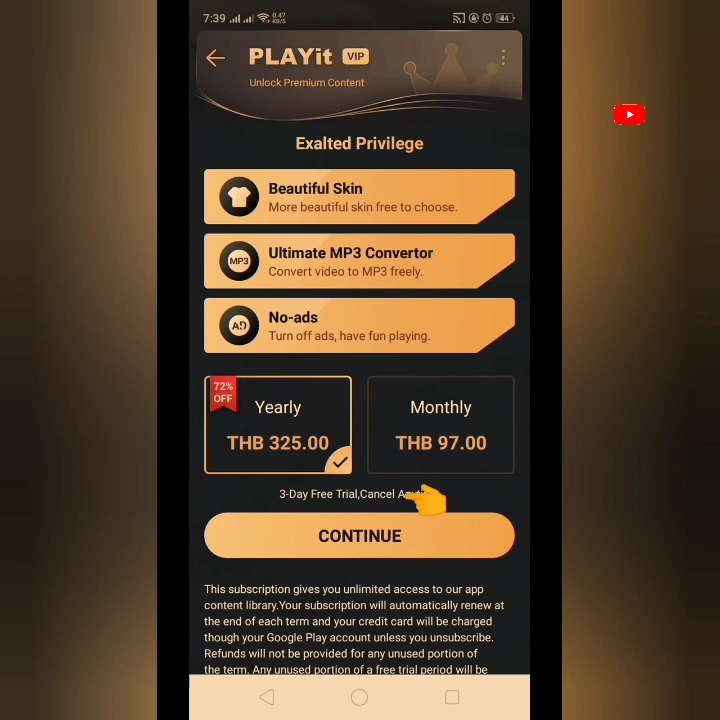 7:39 0.47 KB/S 44
PLAYit VIP
Unlock Premium Content
Exalted Privilege
Beautiful Skin
More beautiful skin free to choose.
MP3
Ultimate MP3 Convertor
Convert video to MP3 freely.
AD
No-ads
Turn off ads, have fun playing.
72%
OFF
Yearly
THB 325.00
Monthly
THB 97.00
3-Day Free Trial,Cancel
CONTINUE
This subscription gives you unlimited access to our app
content library.Your subscription will automatically renew at
the end of each term and your credit card will be charged
though your Google Play account unless you unsubscribe.
Refunds will not be provided for any unused portion of
the term. Any unused portion of a free trial period will be